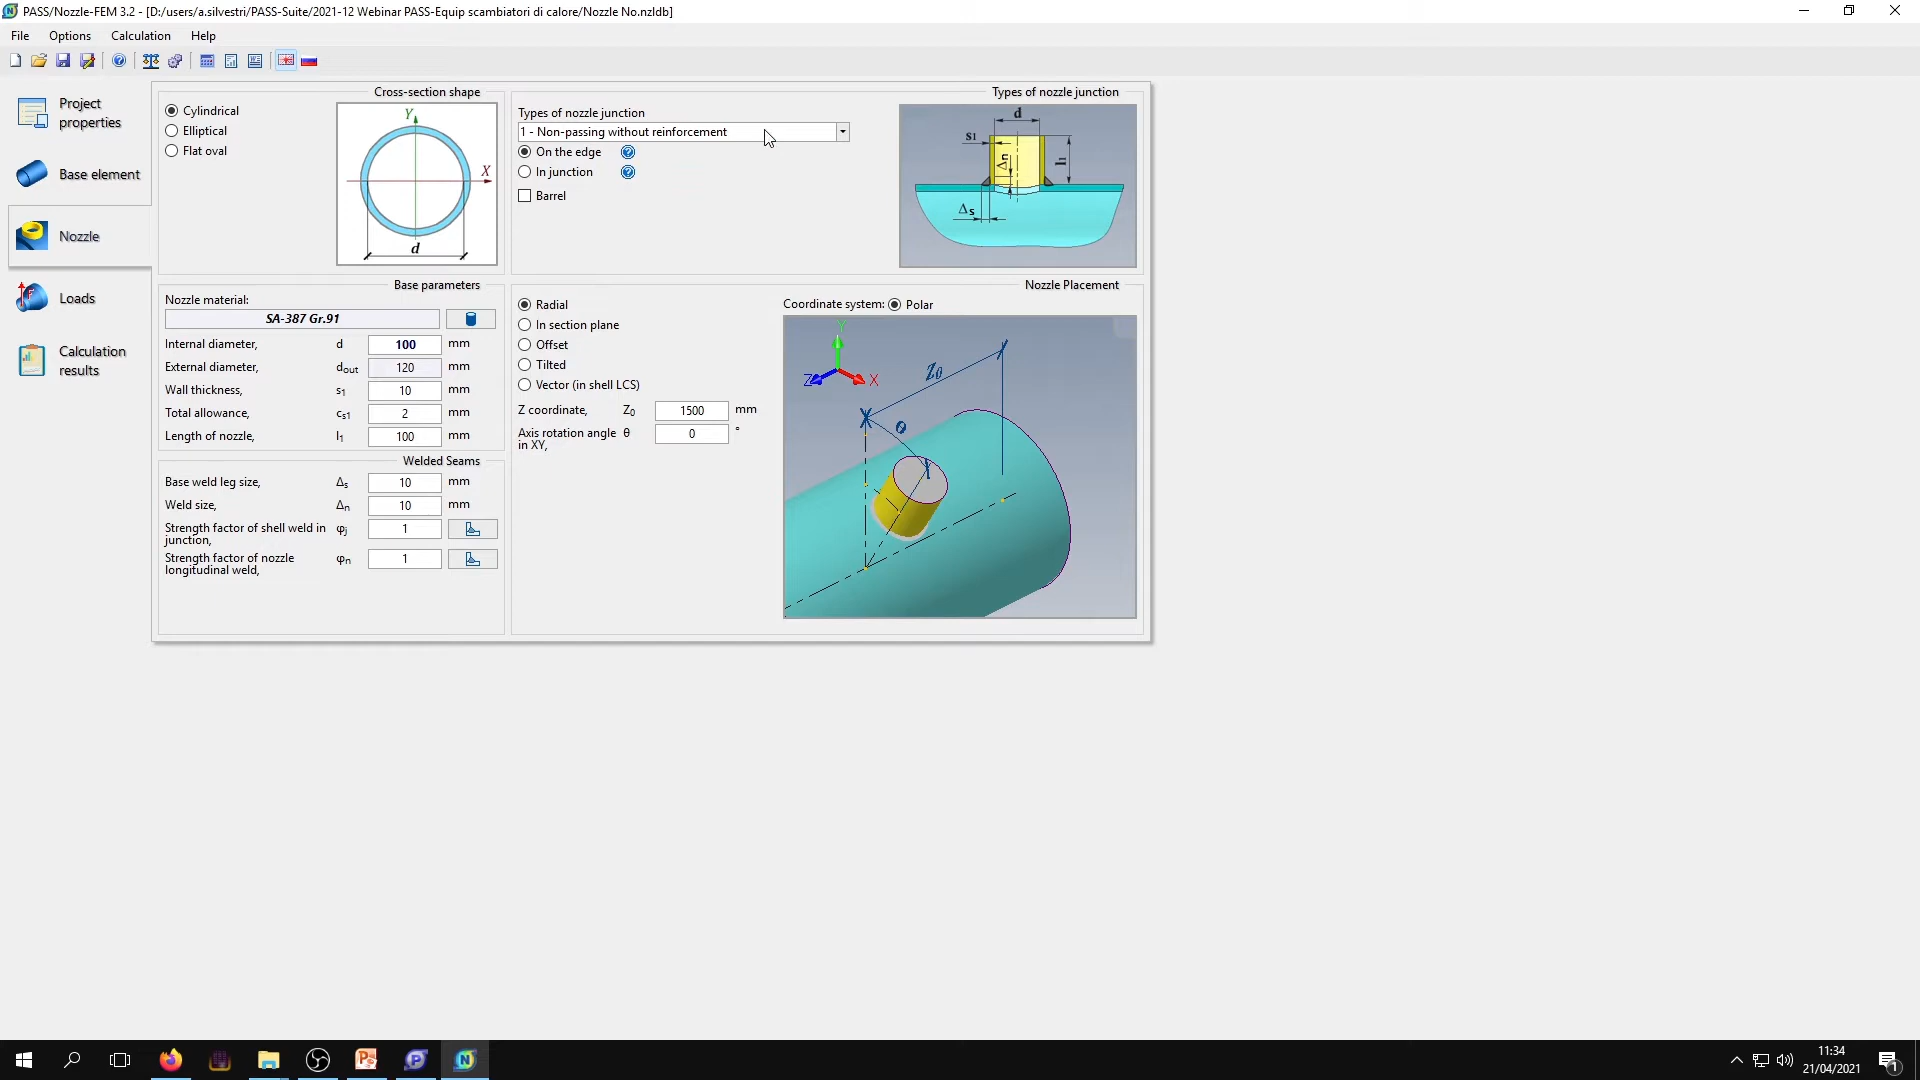 PASS/Nozzle-FEM 3.2 - [D:/users/a.silvestri/PASS-Suite/2021-12 Webinar PASS-Equip scambiatori di calore/Nozzle No.nzldb]
File Options Calculation Help
Project properties
Base element
Nozzle
Loads
Calculation results
Cross-section shape
Cylindrical
Elliptical
Flat oval
Y
X
d
Types of nozzle junction
Types of nozzle junction
1 - Non-passing without reinforcement
On the edge
In junction
Barrel
d
s1
Δn
l1
Δs
Base parameters
Nozzle material:
SA-387 Gr.91
Internal diameter, d 100 mm
External diameter, dout 120 mm
Wall thickness, s1 10 mm
Total allowance, cs1 2 mm
Length of nozzle, l1 100 mm
Welded Seams
Base weld leg size, Δs 10 mm
Weld size, Δn 10 mm
Strength factor of shell weld in junction, φj 1
Strength factor of nozzle longitudinal weld, φn 1
Nozzle Placement
Radial
In section plane
Offset
Tilted
Vector (in shell LCS)
Z coordinate, Z0 1500 mm
Axis rotation angle in XY, θ 0 °
Coordinate system: Polar
Y
Z X
Z0
θ
11:34
21/04/2021
1